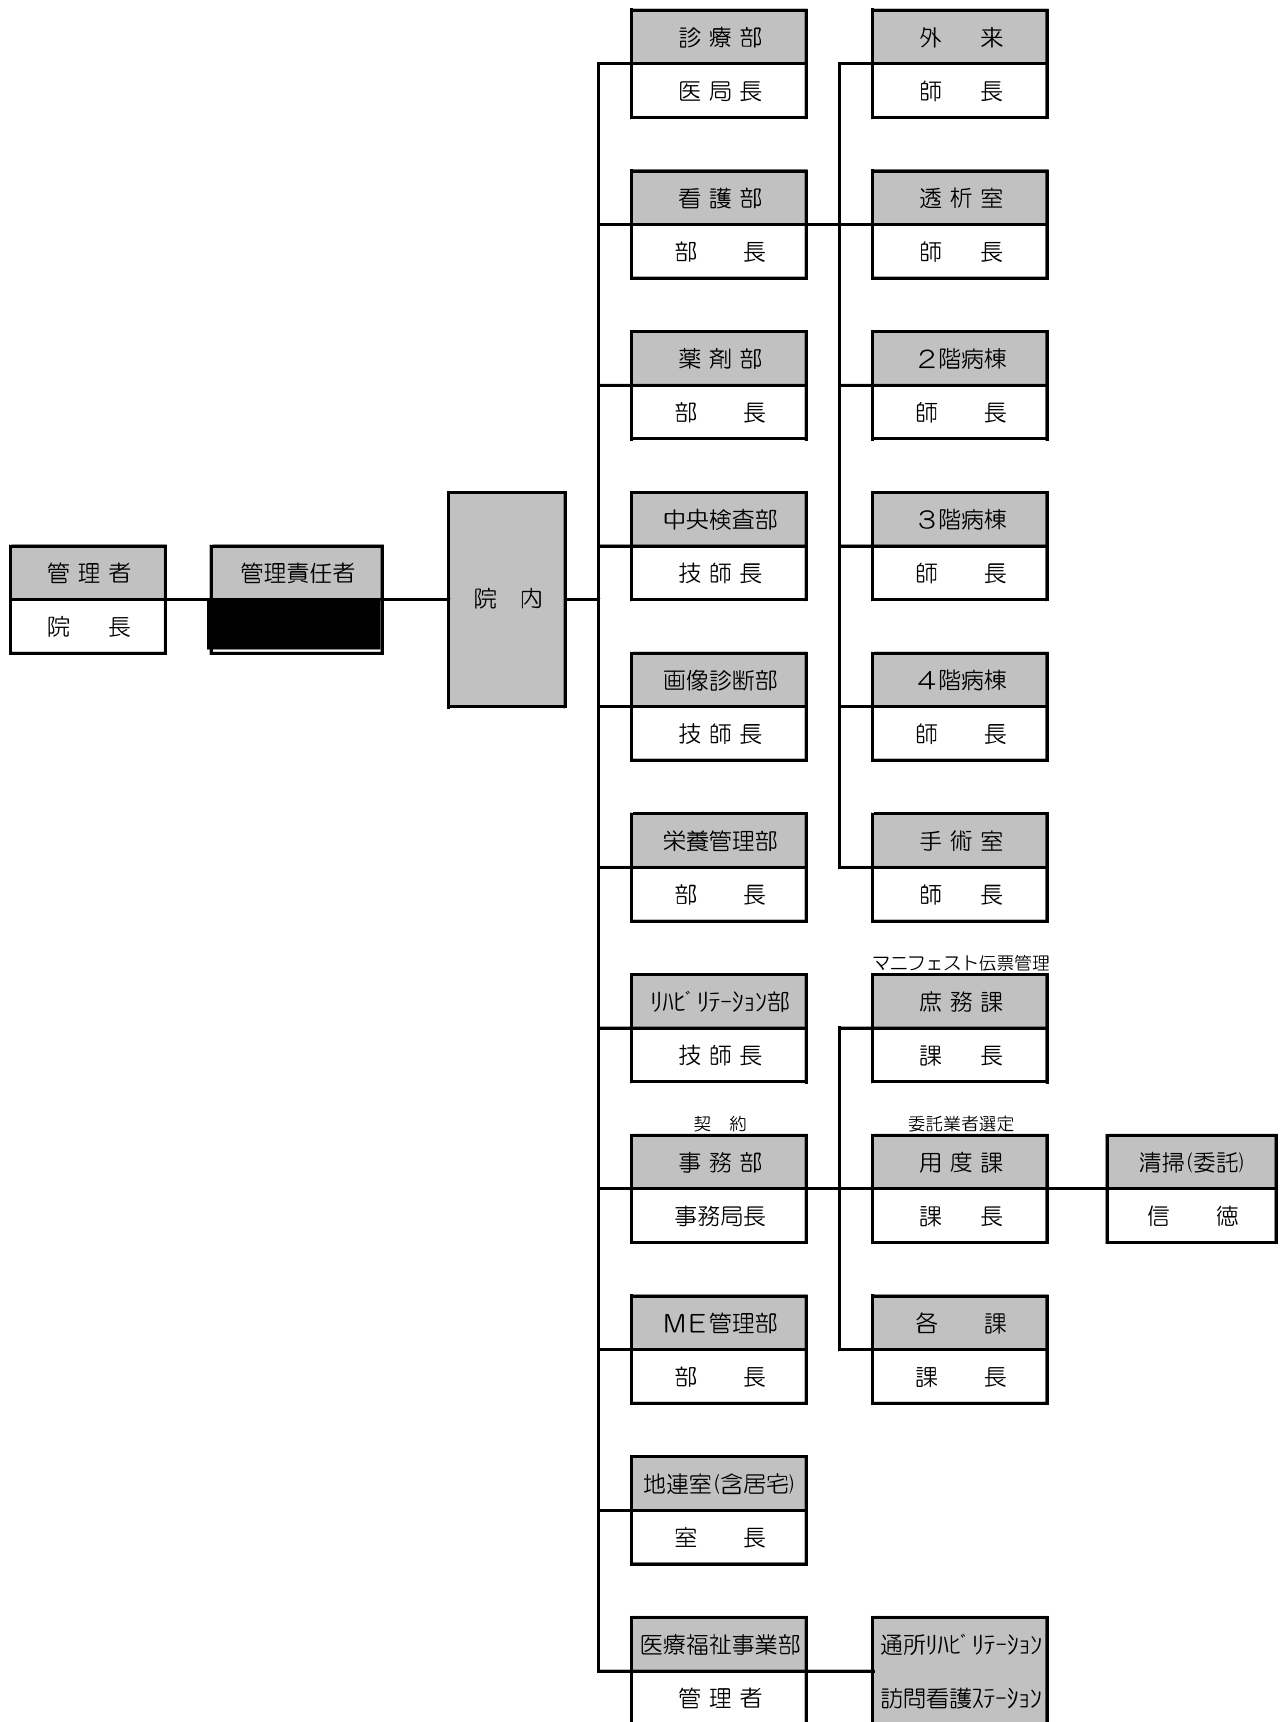 管理者
院　長
管理責任者
院　内
診療部
医局長
看護部
部　長
薬剤部
部　長
中央検査部
技師長
画像診断部
技師長
栄養管理部
部　長
ﾘﾊﾋﾞﾘﾃｰｼｮﾝ部
技師長
契　約
事務部
事務局長
ＭＥ管理部
部　長
地連室(含居宅)
室　長
医療福祉事業部
管理者
外　来
師　長
透析室
師　長
２階病棟
師　長
３階病棟
師　長
４階病棟
師　長
手術室
師　長
マニフェスト伝票管理
庶務課
課　長
委託業者選定
用度課
課　長
各　課
課　長
通所ﾘﾊﾋﾞﾘﾃｰｼｮﾝ
訪問看護ｽﾃｰｼｮﾝ
清掃(委託)
信　徳